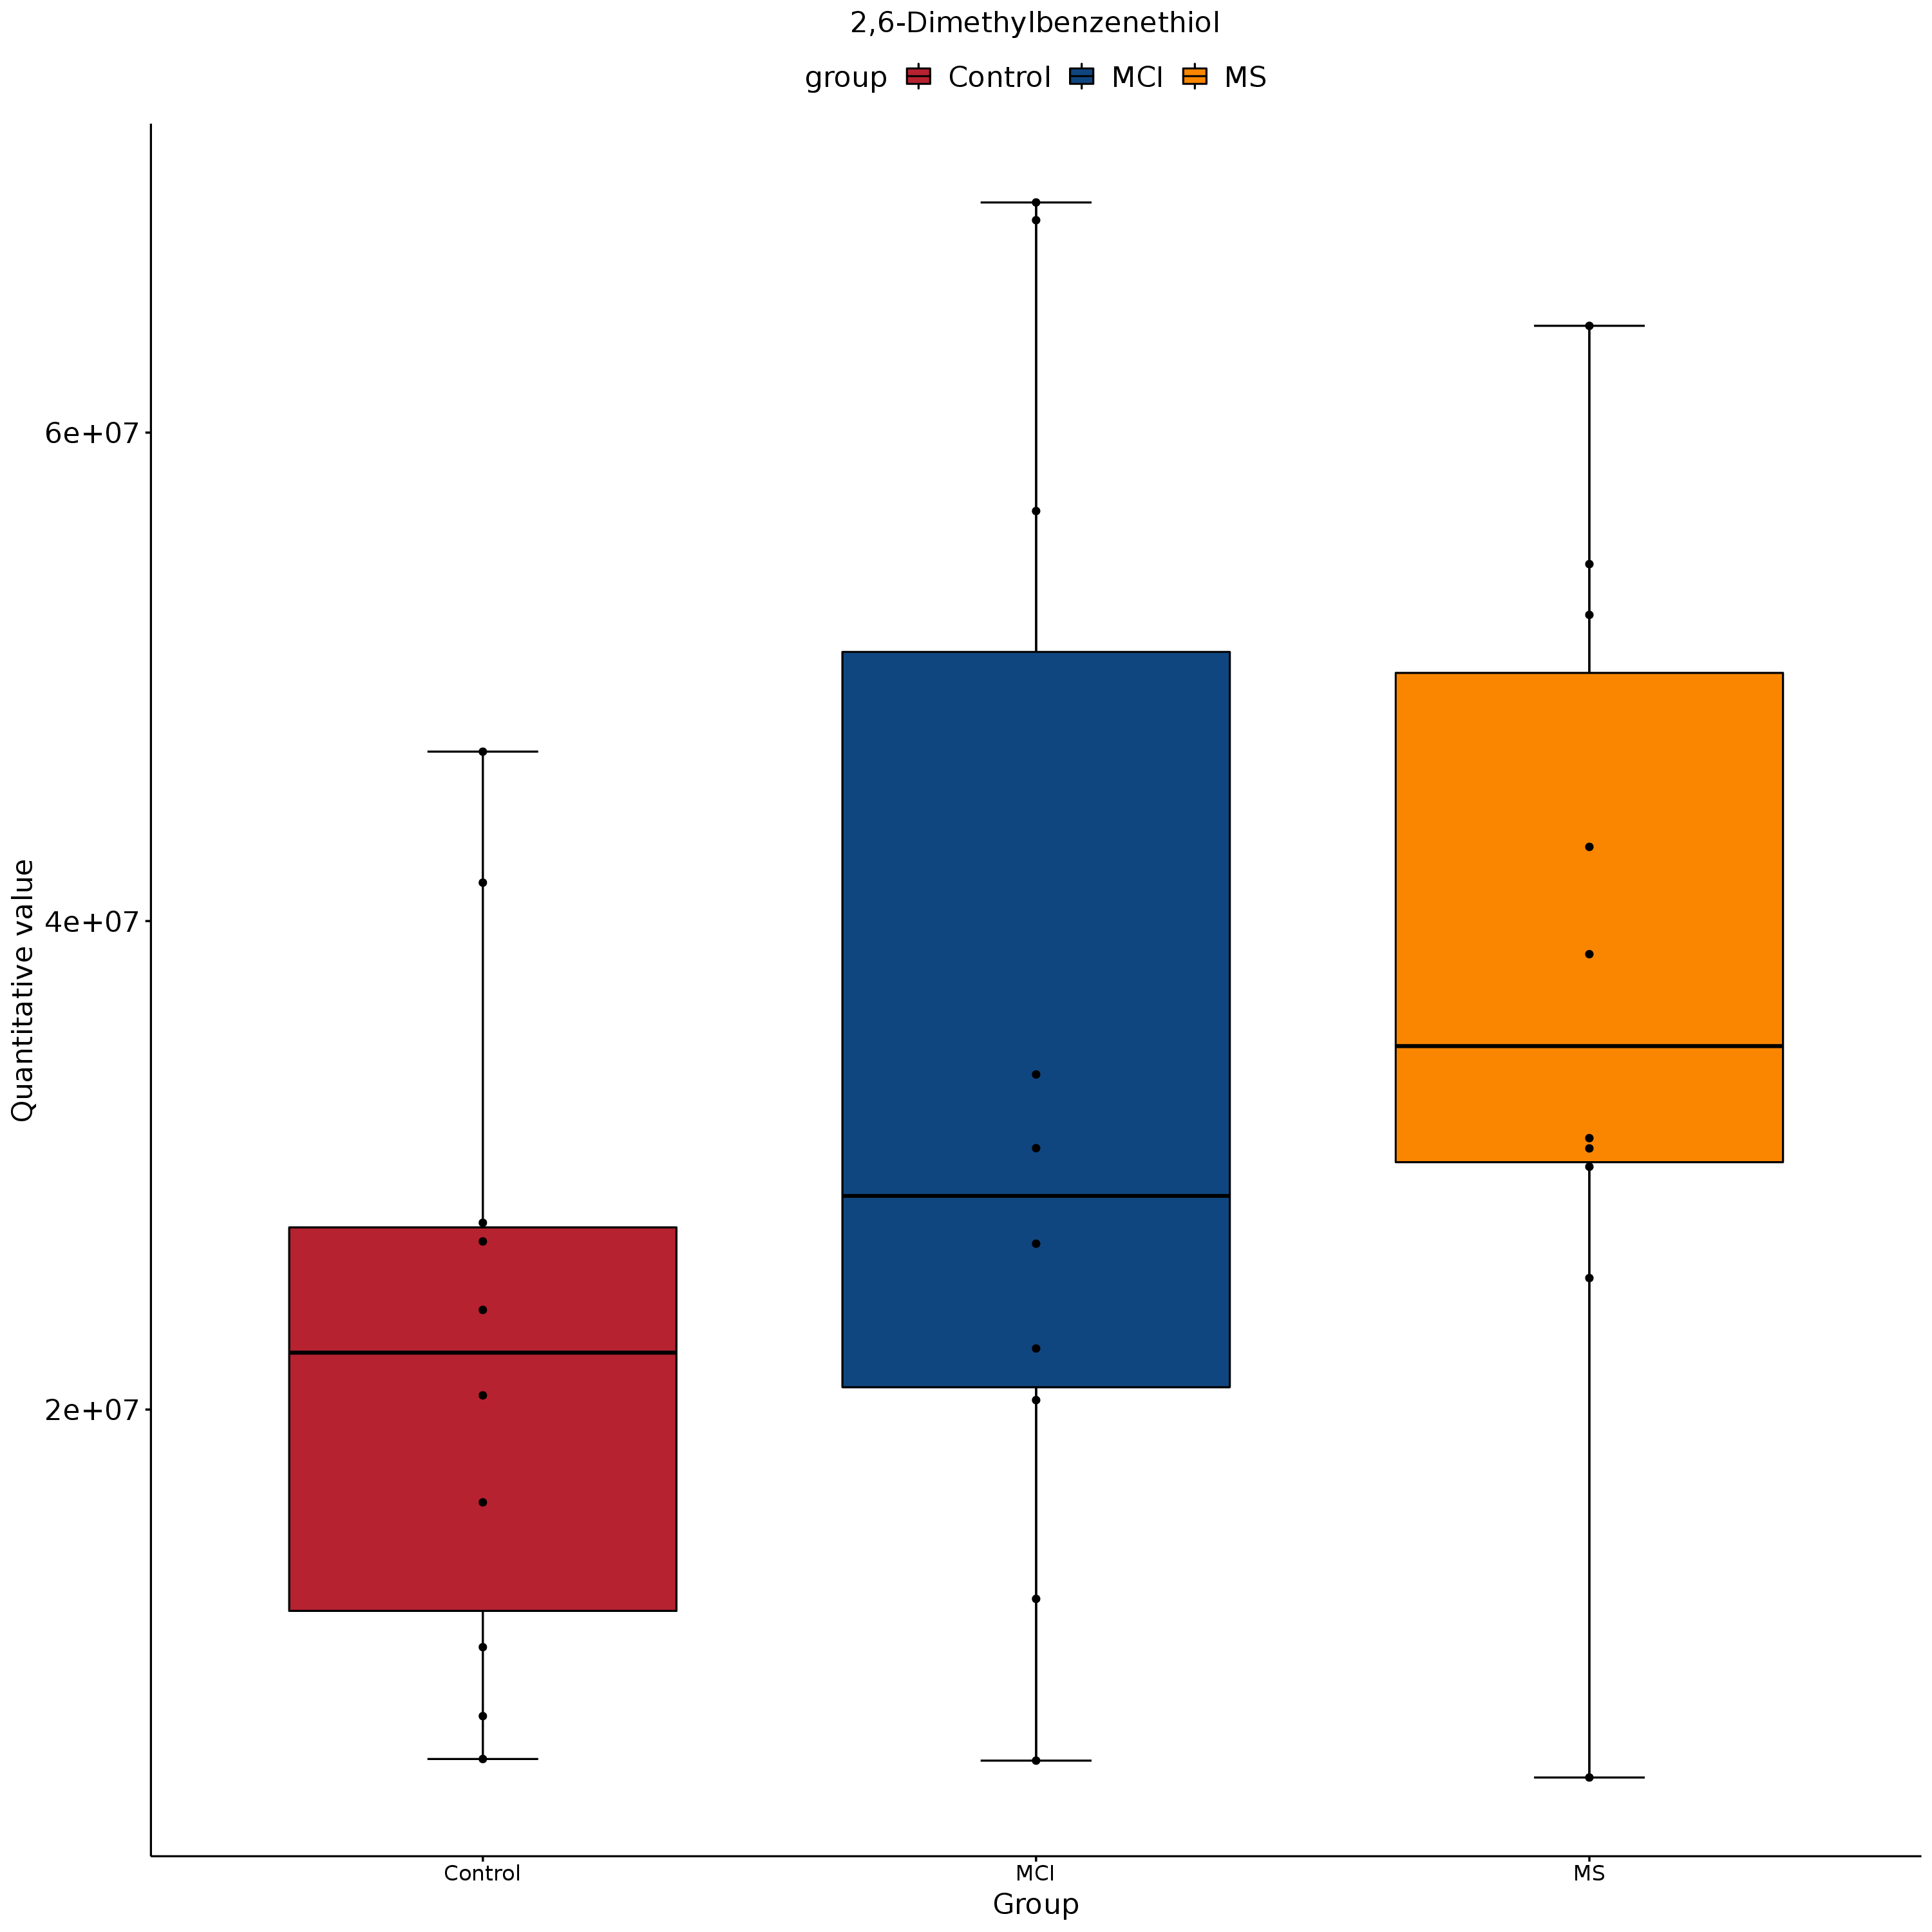 2,6-Dimethylbenzenethiol
group Control MCI MS
6e+07
4e+07
2e+07
Quantitative value
Control MCI MS
Group